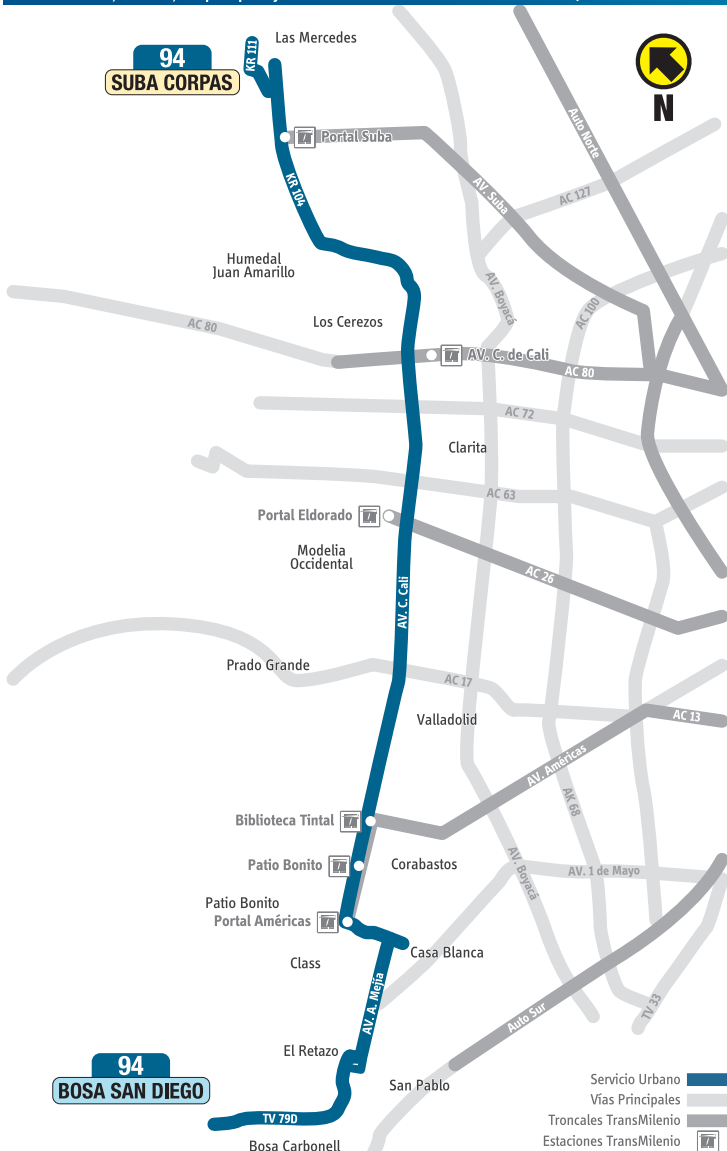 Las Mercedes
94
SUBA CORPAS
KR 111
N
Auto Norte
Portal Suba
KR 104
AV. Suba
AC 127
Humedal
Juan Amarillo
AV. Boyacá
AC 100
Los Cerezos
AC 80
AV. C. de Cali
AC 80
AC 72
Clarita
AC 63
Portal Eldorado
Modelia
Occidental
AC 26
AV. C. Cali
Prado Grande
AC 17
Valladolid
AC 13
AV. Américas
AK 68
Biblioteca Tintal
Patio Bonito
Corabastos
AV. Boyacá
AV. 1 de Mayo
Patio Bonito
Portal Américas
Casa Blanca
Class
AV. A. Mejía
TV 33
Auto Sur
El Retazo
94
BOSA SAN DIEGO
San Pablo
TV 79D
Bosa Carbonell
Servicio Urbano
Vías Principales
Troncales TransMilenio
Estaciones TransMilenio